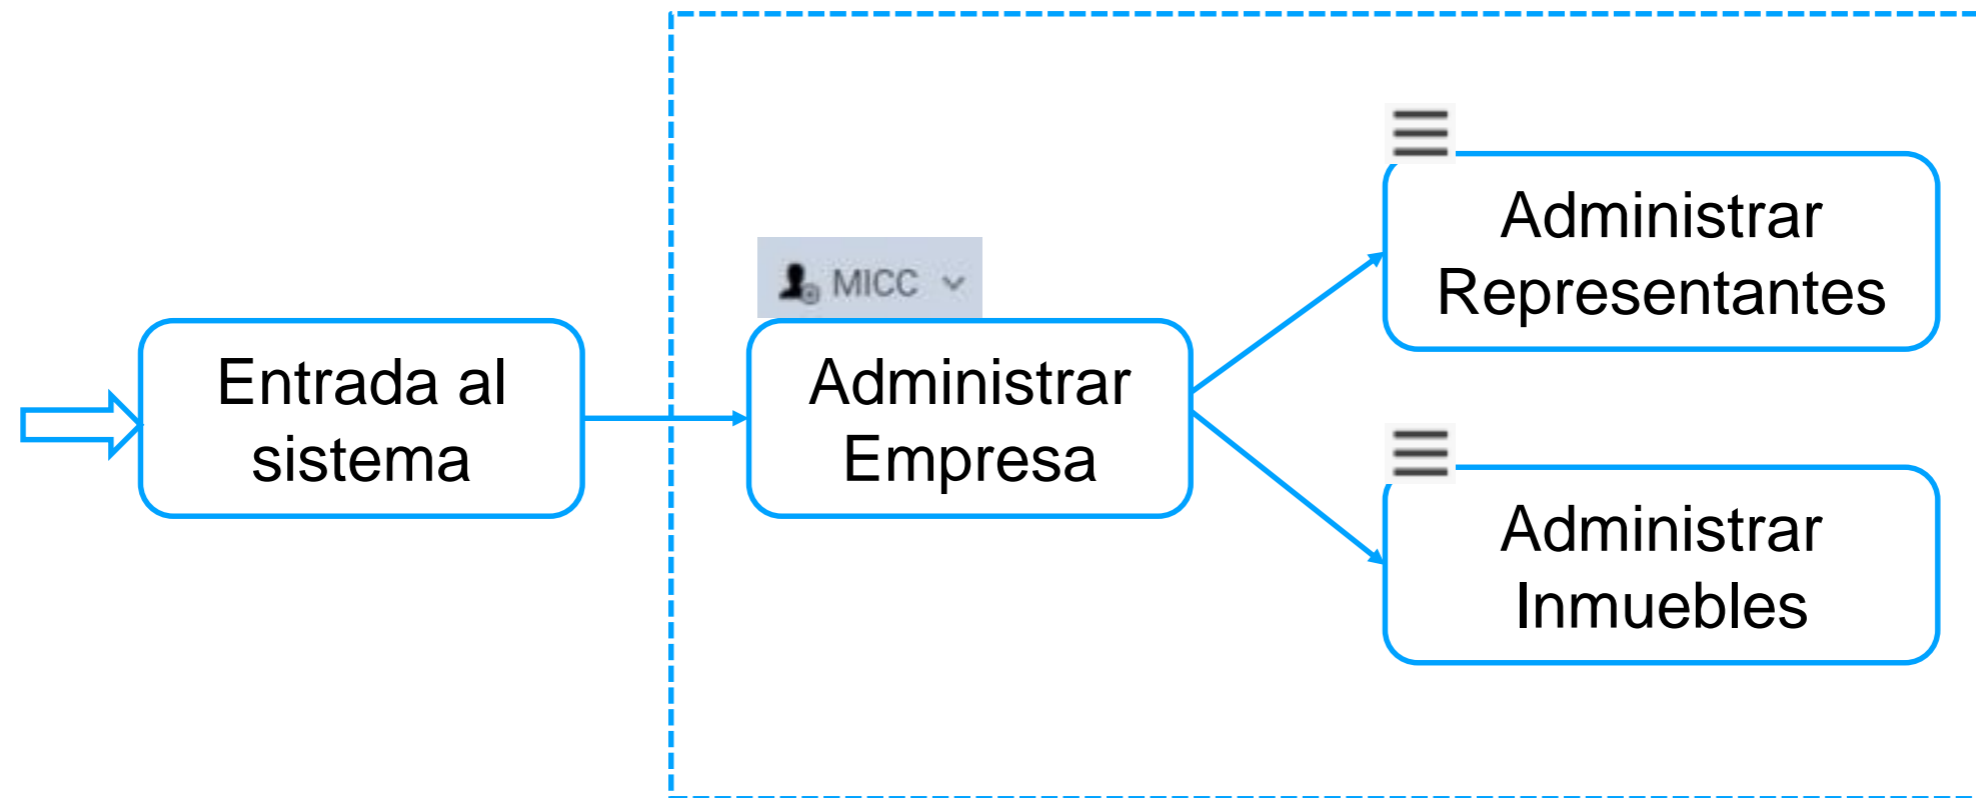 Entrada al
sistema
MICC
Administrar
Empresa
Administrar
Representantes
Administrar
Inmuebles